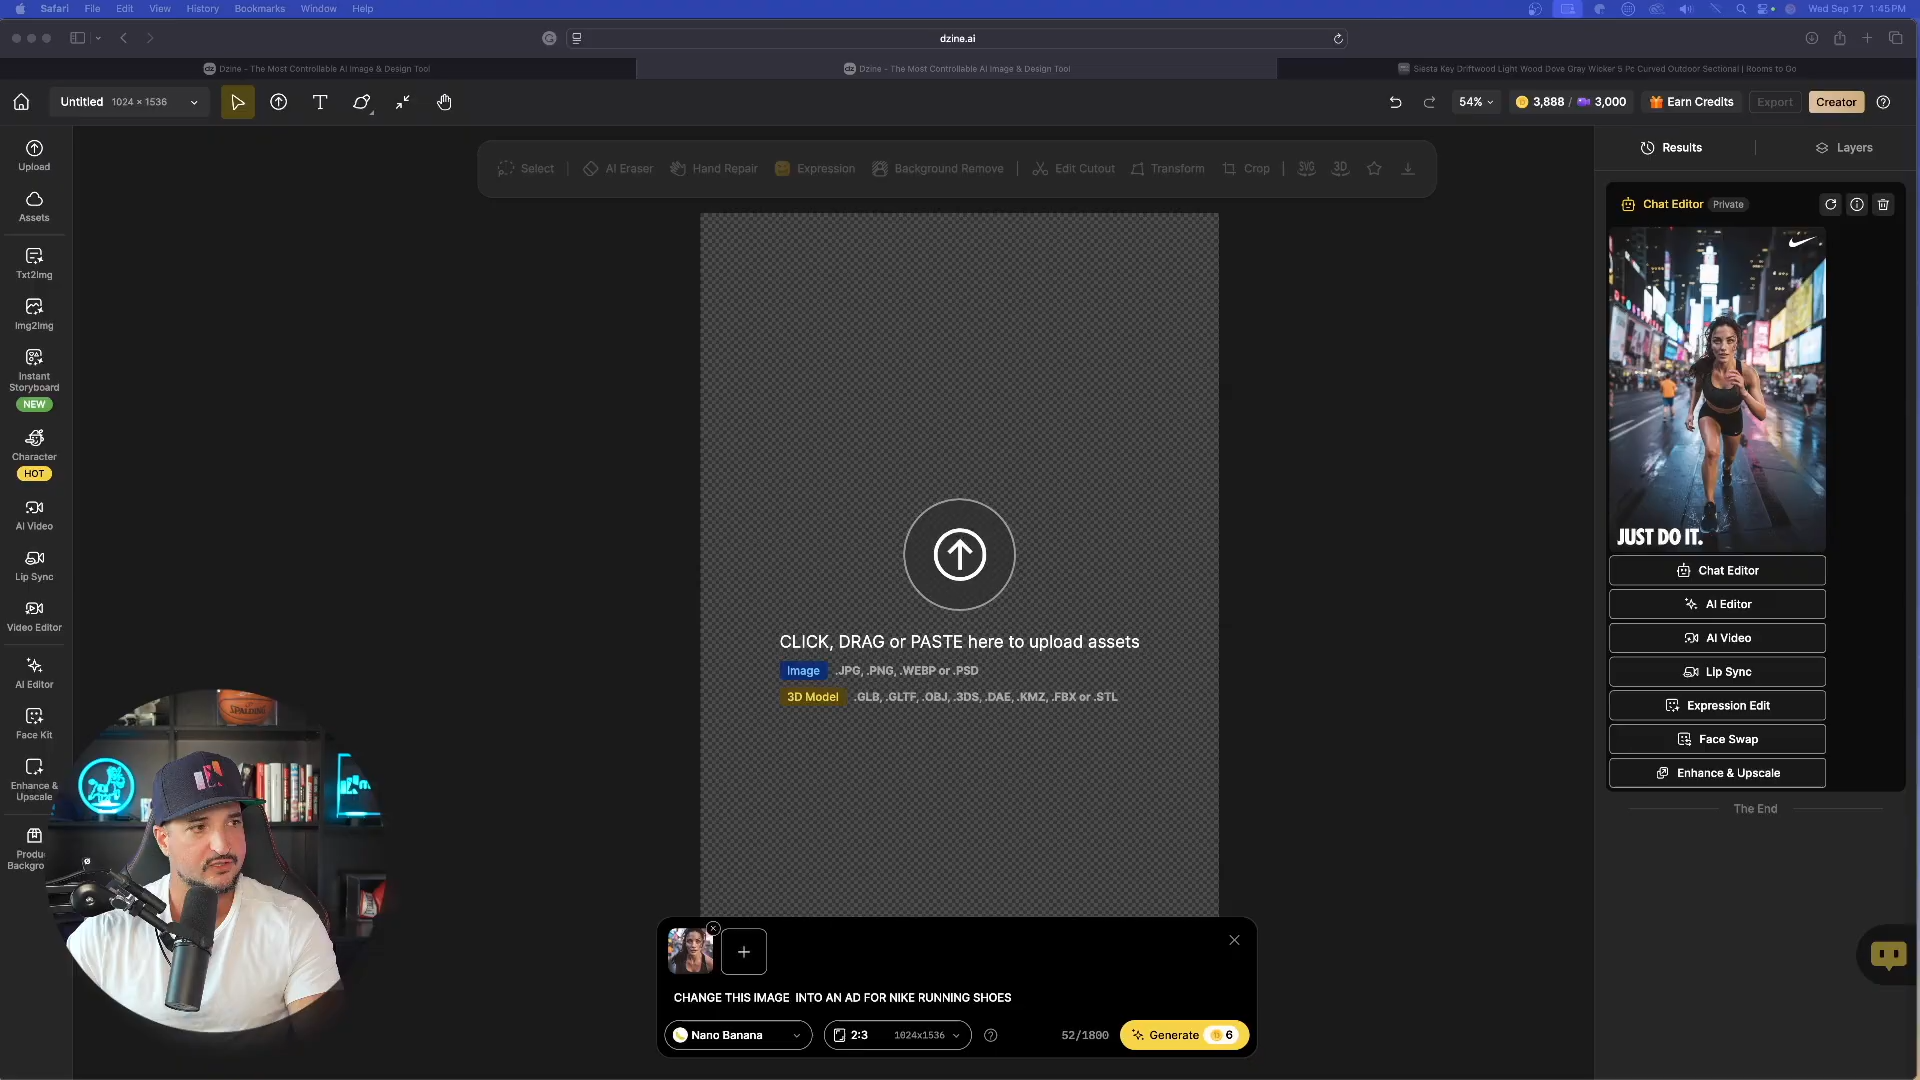 Safari File Edit View History Bookmarks Window Help
Wed Sep 17 1:45PM
dzine.ai
Dzine - The Most Controllable AI Image & Design Tool
Dzine - The Most Controllable AI Image & Design Tool
Siesta Key Driftwood Light Wood Dove Gray Wicker 5 Pc Curved Outdoor Sectional | Rooms to Go
Untitled 1024 × 1536
54%
3,888 / 3,000
Earn Credits
Export
Creator
Select
AI Eraser
Hand Repair
Expression
Background Remove
Edit Cutout
Transform
Crop
SVG
3D
Results
Layers
Upload
Assets
Txt2Img
Img2Img
Instant
Storyboard
NEW
Character
HOT
AI Video
Lip Sync
Video Editor
AI Editor
Face Kit
Enhance &
Upscale
Produ
Backgro
SPALDING
CLICK, DRAG or PASTE here to upload assets
Image .JPG, .PNG, .WEBP or .PSD
3D Model .GLB, .GLTF, .OBJ, .3DS, .DAE, .KMZ, .FBX or .STL
CHANGE THIS IMAGE INTO AN AD FOR NIKE RUNNING SHOES
Nano Banana
2:3 1024x1536
52/1800
Generate 6
Chat Editor Private
JUST DO IT.
Chat Editor
AI Editor
AI Video
Lip Sync
Expression Edit
Face Swap
Enhance & Upscale
The End